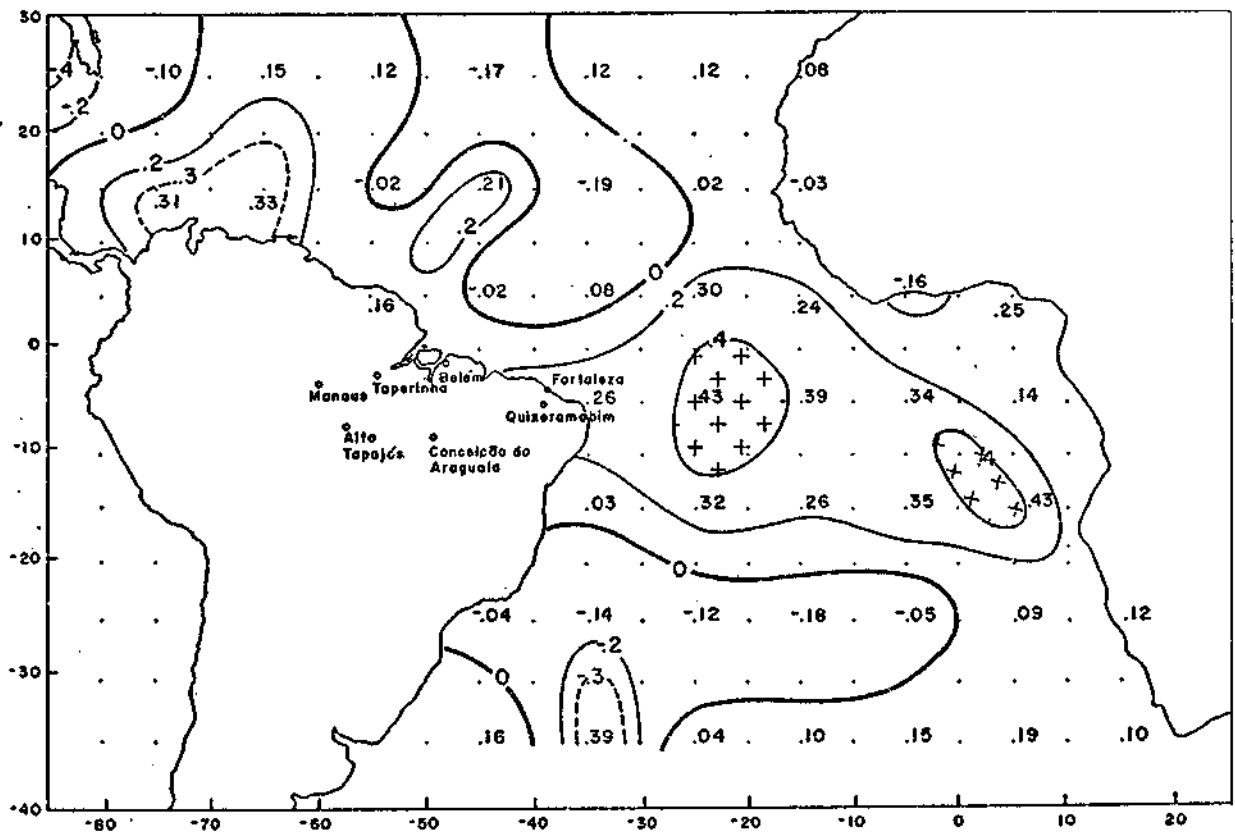 30
-.4 -.10 .15 .12 -.17 .12 .12 .08
-.2
20 0
.2 .3
-.02 .21 -.19 .02 -.03
.31 .33
.2
10
0
-.02 .08 .2 .30 -.16
.16 .24 .25
0 .4
Belém
Manaus Taperinha Fortaleza
.26 .43 .39 .34 .14
Quixeramobim
Alto Tapajós
Conceição do Araguaia
-10
.4
.03 .32 .26 .35 .43
-20 0
-.04 -.14 -.12 -.18 -.05 .09 .12
-.2
-30 0 -.3
.16 -.39 .04 .10 .15 .19 .10
-40
-80 -70 -60 -50 -40 -30 -20 -10 0 10 20